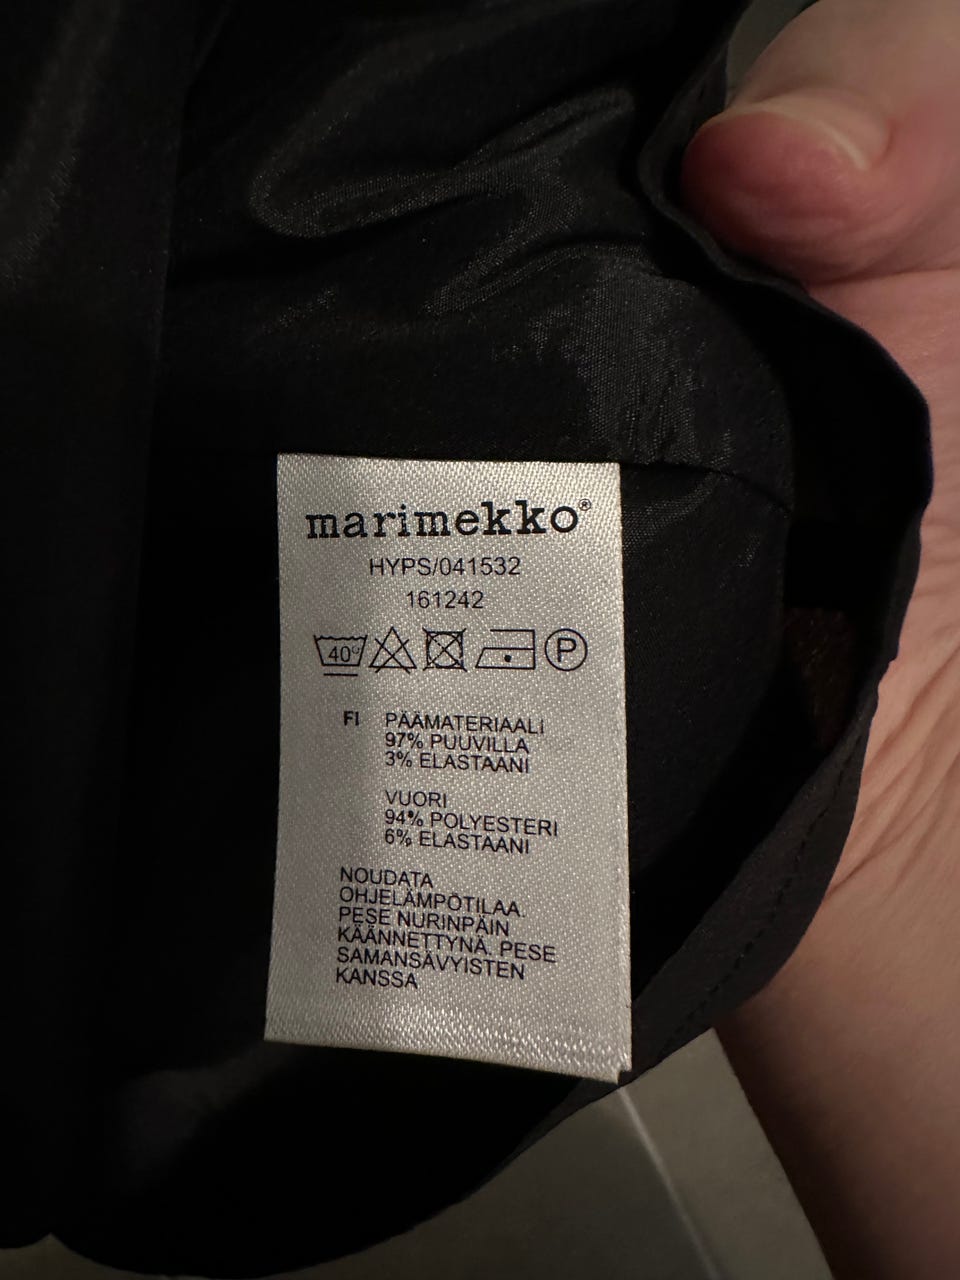 marimekko®
HYPS/041532
161242
40° P
FI PÄÄMATERIAALI
97% PUUVILLA
3% ELASTAANI
VUORI
94% POLYESTERI
6% ELASTAANI
NOUDATA
OHJELÄMPÖTILAA.
PESE NURINPÄIN
KÄÄNNETTYNÄ. PESE
SAMANSÄVYISTEN
KANSSA